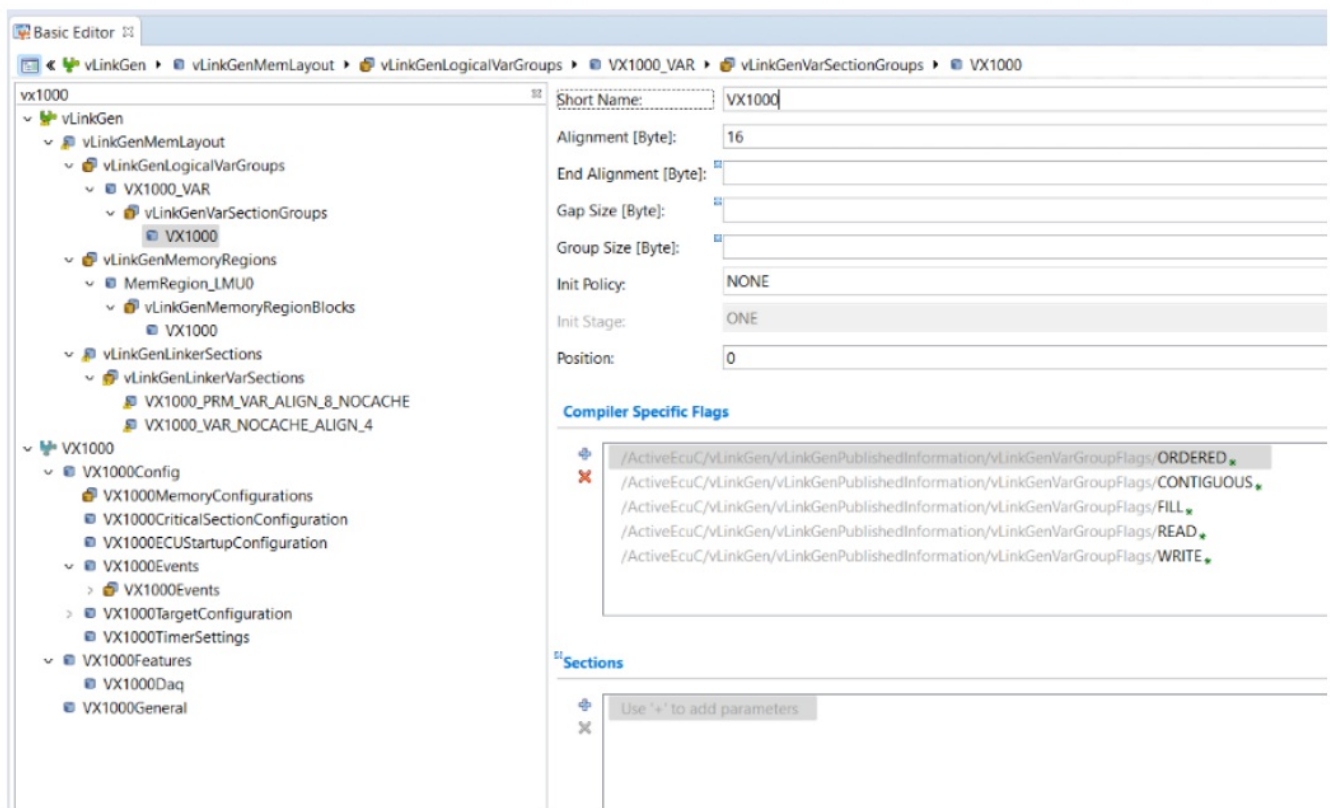 Basic Editor
« vLinkGen vLinkGenMemLayout vLinkGenLogicalVarGroups VX1000_VAR vLinkGenVarSectionGroups VX1000
vx1000
vLinkGen
vLinkGenMemLayout
vLinkGenLogicalVarGroups
VX1000_VAR
vLinkGenVarSectionGroups
VX1000
vLinkGenMemoryRegions
MemRegion_LMU0
vLinkGenMemoryRegionBlocks
VX1000
vLinkGenLinkerSections
vLinkGenLinkerVarSections
VX1000_PRM_VAR_ALIGN_8_NOCACHE
VX1000_VAR_NOCACHE_ALIGN_4
VX1000
VX1000Config
VX1000MemoryConfigurations
VX1000CriticalSectionConfiguration
VX1000ECUStartupConfiguration
VX1000Events
VX1000Events
VX1000TargetConfiguration
VX1000TimerSettings
VX1000Features
VX1000Daq
VX1000General
Short Name: VX1000
Alignment [Byte]: 16
End Alignment [Byte]:
Gap Size [Byte]:
Group Size [Byte]:
Init Policy: NONE
Init Stage: ONE
Position: 0
Compiler Specific Flags
/ActiveEcuC/vLinkGen/vLinkGenPublishedInformation/vLinkGenVarGroupFlags/ORDERED
/ActiveEcuC/vLinkGen/vLinkGenPublishedInformation/vLinkGenVarGroupFlags/CONTIGUOUS
/ActiveEcuC/vLinkGen/vLinkGenPublishedInformation/vLinkGenVarGroupFlags/FILL
/ActiveEcuC/vLinkGen/vLinkGenPublishedInformation/vLinkGenVarGroupFlags/READ
/ActiveEcuC/vLinkGen/vLinkGenPublishedInformation/vLinkGenVarGroupFlags/WRITE
Sections
Use '+' to add parameters